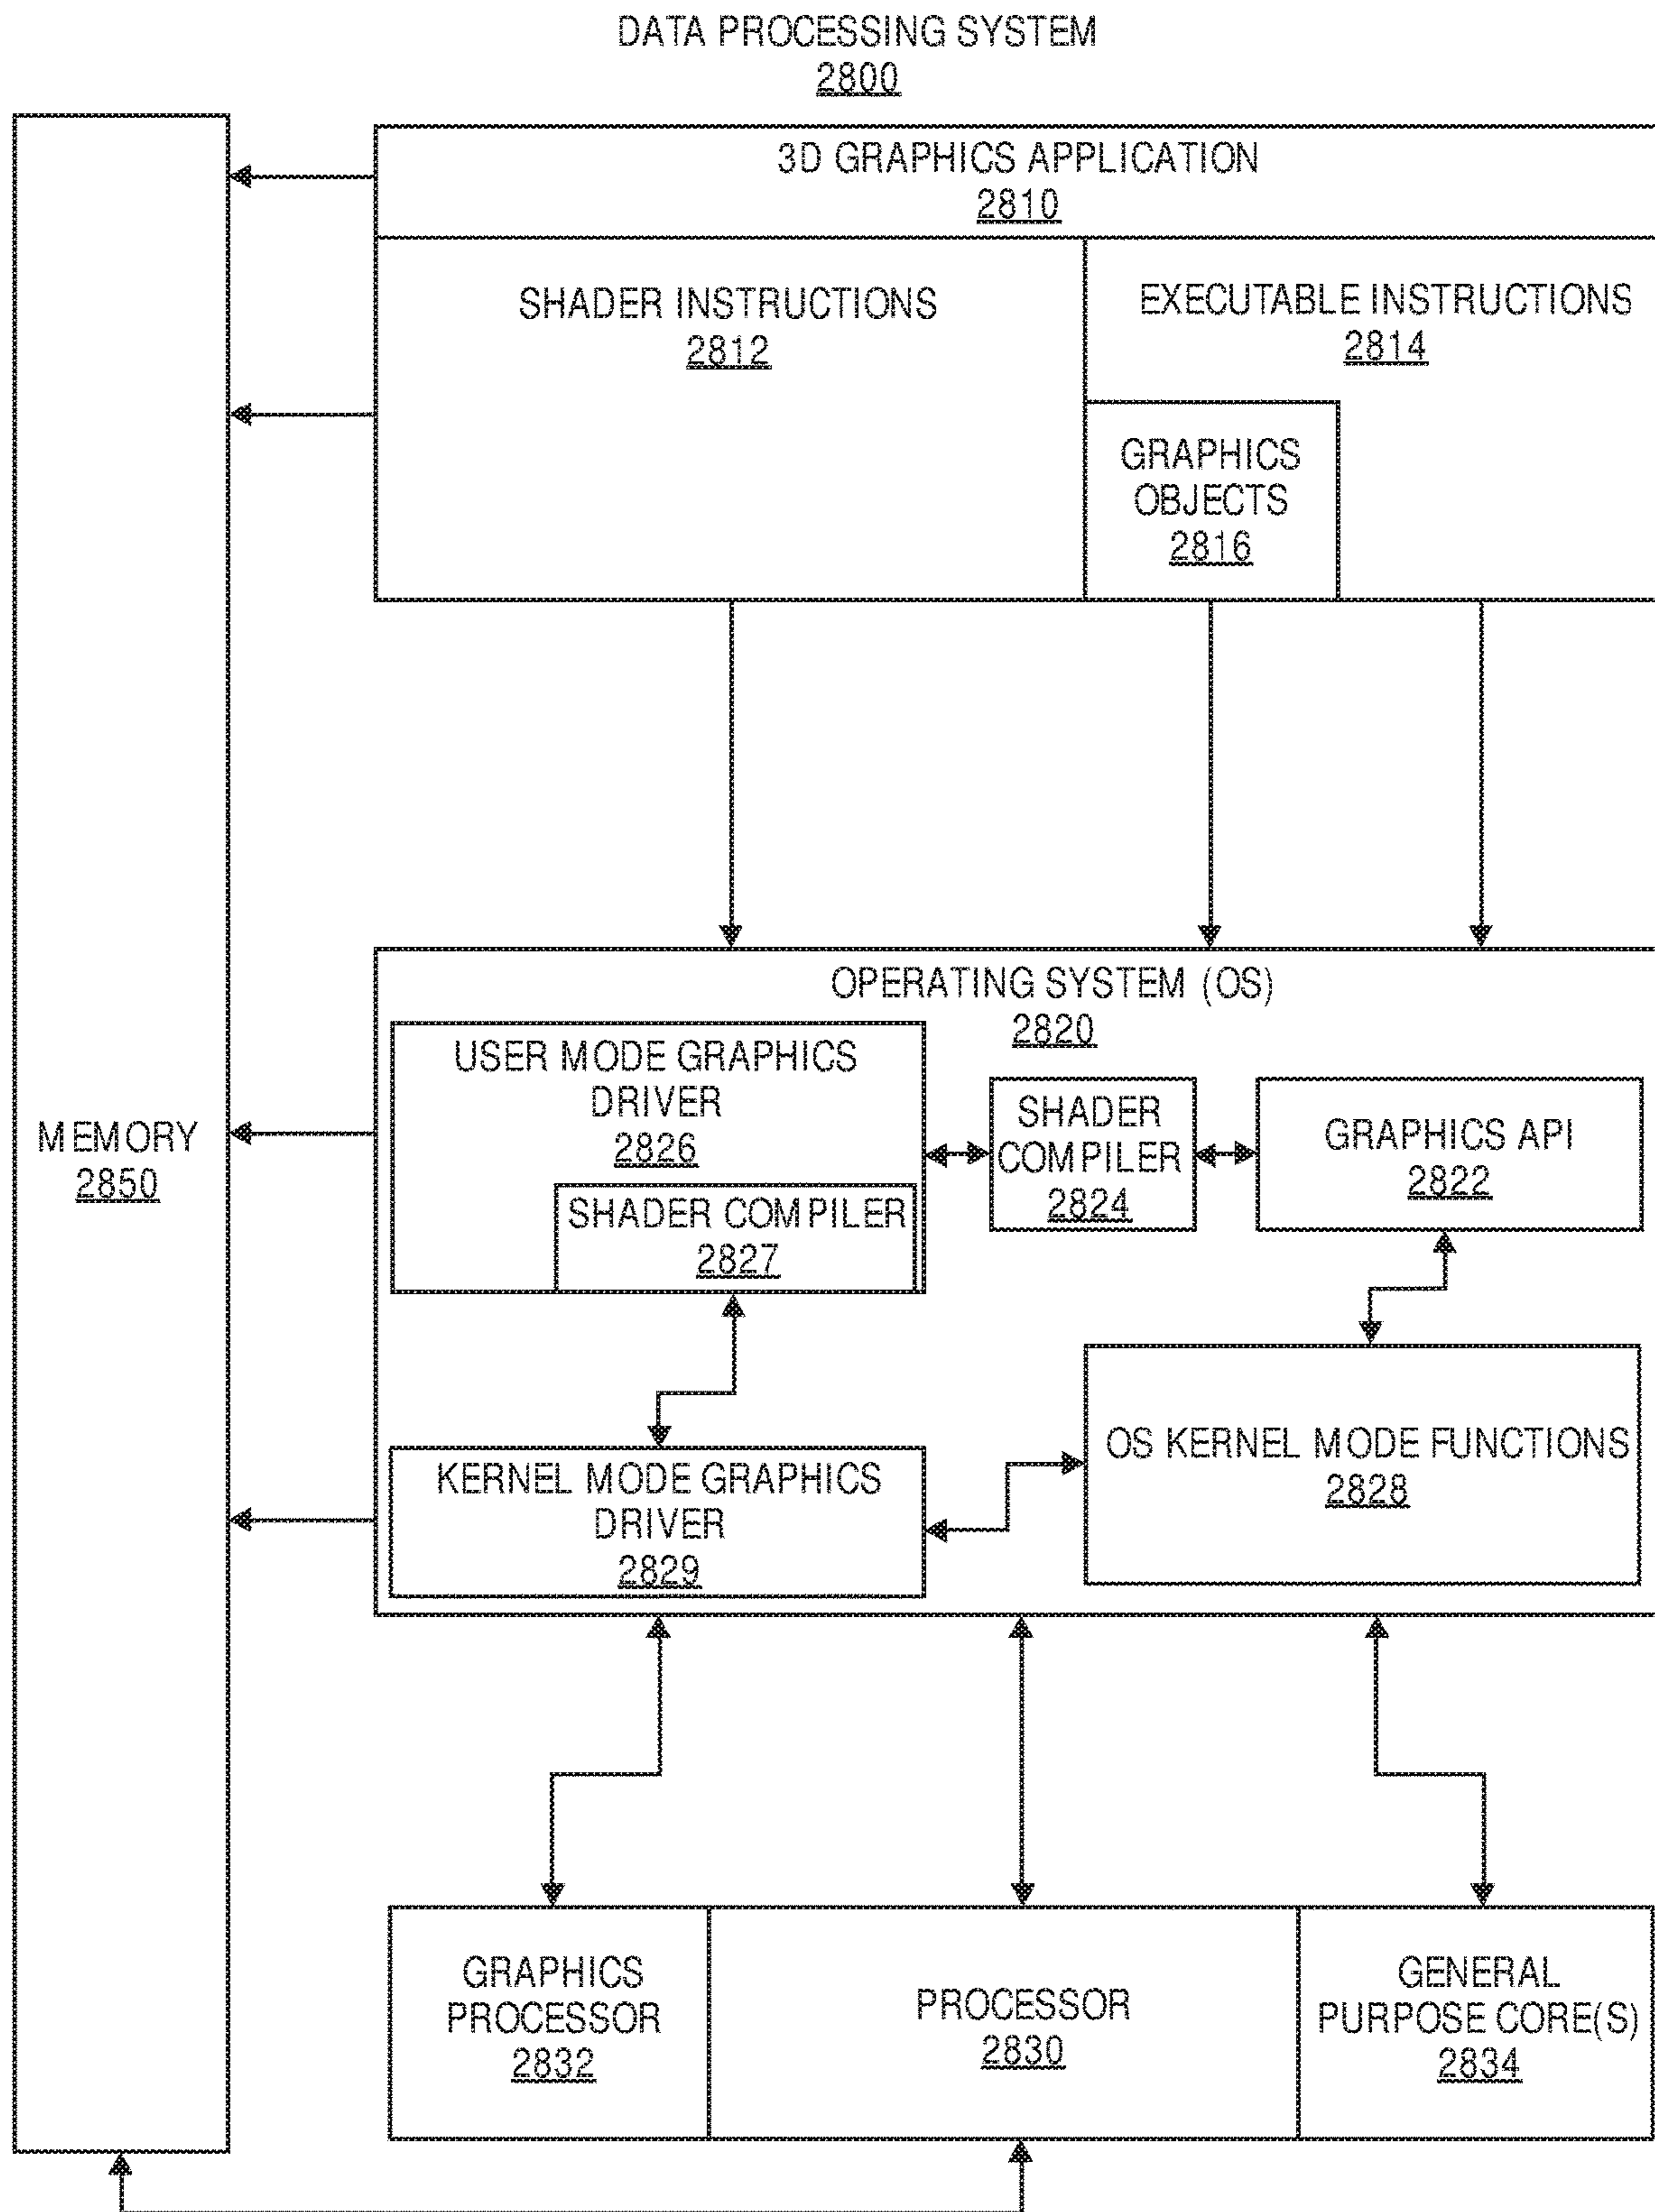 DATA PROCESSING SYSTEM
2800
3D GRAPHICS APPLICATION
2810
SHADER INSTRUCTIONS
2812
EXECUTABLE INSTRUCTIONS
2814
GRAPHICS
OBJECTS
2816
OPERATING SYSTEM (OS)
2820
USER MODE GRAPHICS
DRIVER
2826
SHADER COMPILER
2827
SHADER
COMPILER
2824
GRAPHICS API
2822
MEMORY
2850
KERNEL MODE GRAPHICS
DRIVER
2829
OS KERNEL MODE FUNCTIONS
2828
GRAPHICS
PROCESSOR
2832
PROCESSOR
2830
GENERAL
PURPOSE CORE(S)
2834